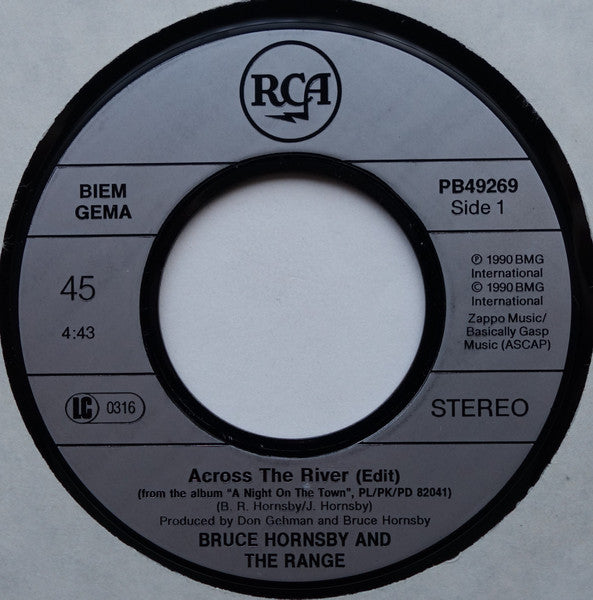 RCA
BIEM
GEMA
PB49269
Side 1
45
4:43
℗ 1990 BMG
International
© 1990 BMG
International
Zappo Music/
Basically Gasp
Music (ASCAP)
LC 0316
STEREO
Across The River (Edit)
(from the album "A Night On The Town", PL/PK/PD 82041)
(B. R. Hornsby/J. Hornsby)
Produced by Don Gehman and Bruce Hornsby
BRUCE HORNSBY AND
THE RANGE